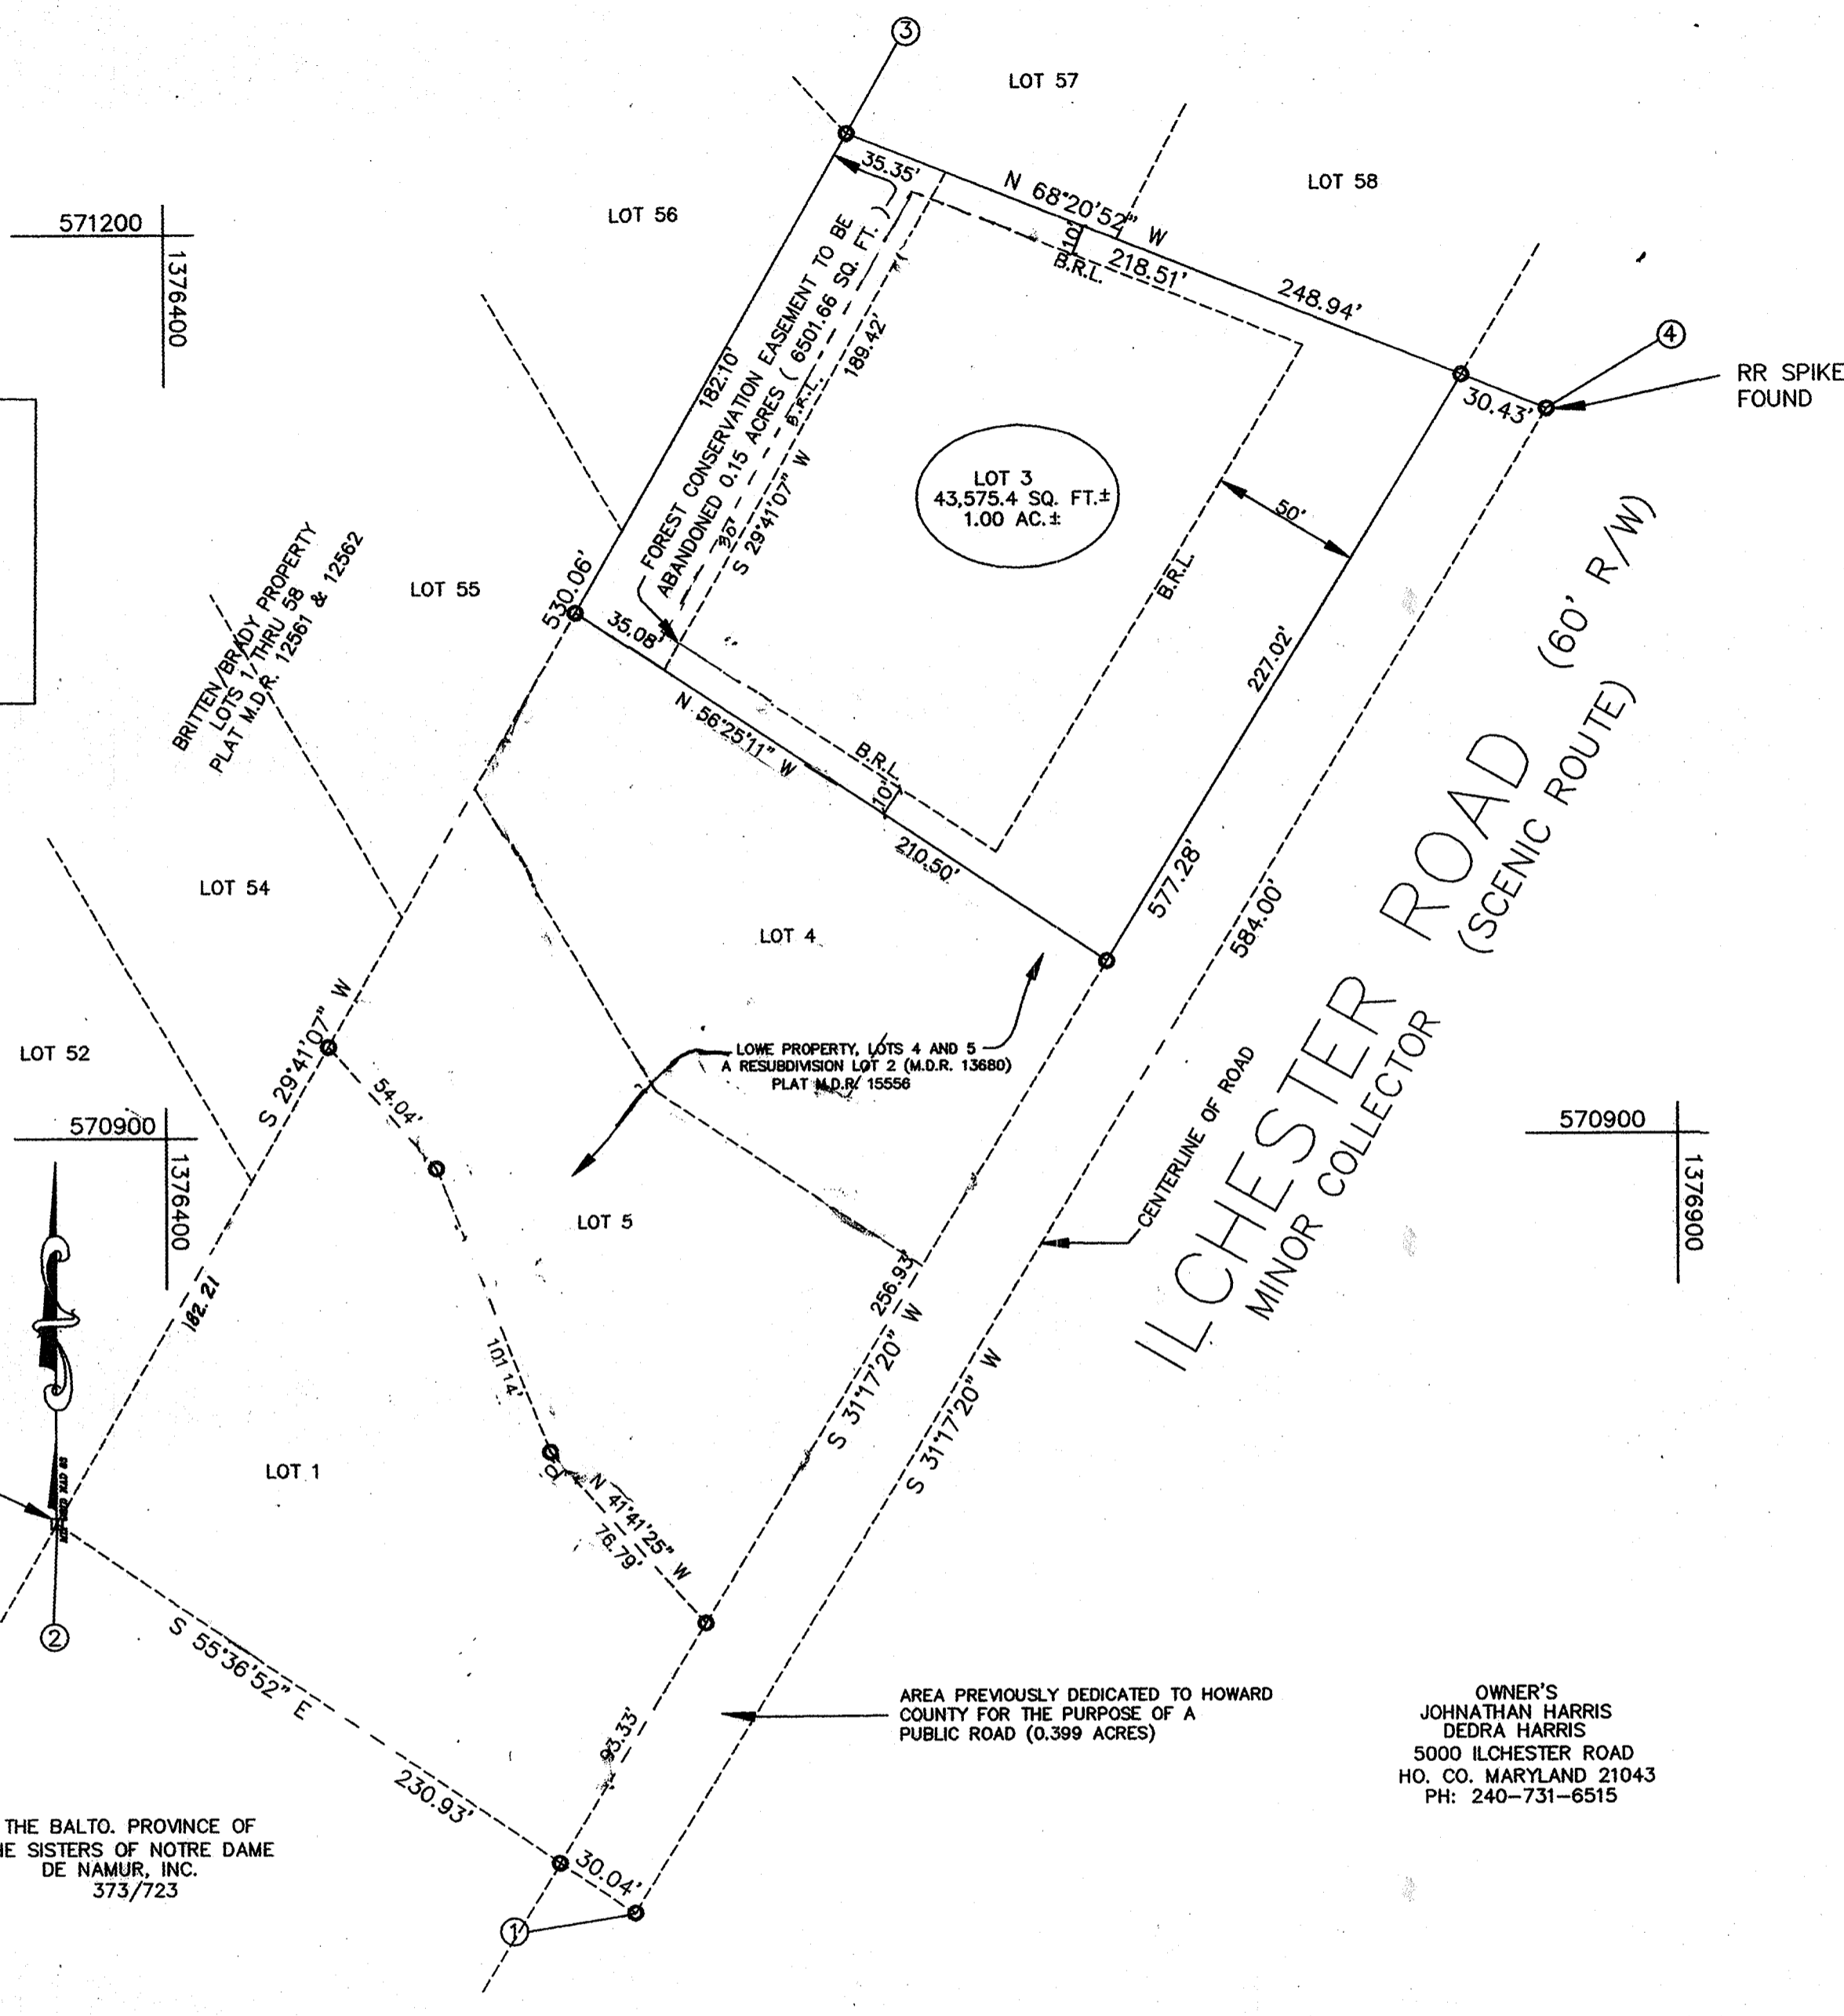 3
LOT 57
35.35'
N 68°20'52" W
LOT 58
LOT 56
571200
1376400
10'
B.R.L.
218.51'
248.94'
4
RR SPIKE
FOUND
30.43'
182.10'
FOREST CONSERVATION EASEMENT TO BE
ABANDONED 0.15 ACRES ( 6501.66 SQ. FT. )
B.R.L.
30'
189.42'
S 29°41'07" W
LOT 3
43,575.4 SQ. FT.±
1.00 AC.±
50'
B.R.L.
227.02'
(60' R/W)
BRITTEN/BRADY PROPERTY
LOTS 1 THRU 58
PLAT M.D.R. 12561 & 12562
LOT 55
530.06'
35.08'
N 56°25'11" W
B.R.L.
10'
210.50'
577.28'
584.00'
ILCHESTER ROAD
(SCENIC ROUTE)
MINOR COLLECTOR
LOT 54
LOT 4
LOT 52
S 29°41'07" W
54.04'
LOWE PROPERTY, LOTS 4 AND 5
A RESUBDIVISION LOT 2 (M.D.R. 13680)
PLAT M.D.R. 15556
CENTERLINE OF ROAD
570900
1376400
570900
1376900
LOT 5
182.21
101.14'
256.93'
S 31°17'20" W
S 31°17'20" W
LOT 1
N 41°41'25" W
76.79'
2
S 55°36'52" E
93.33'
AREA PREVIOUSLY DEDICATED TO HOWARD
COUNTY FOR THE PURPOSE OF A
PUBLIC ROAD (0.399 ACRES)
OWNER'S
JOHNATHAN HARRIS
DEDRA HARRIS
5000 ILCHESTER ROAD
HO. CO. MARYLAND 21043
PH: 240-731-6515
230.93'
30.04'
THE BALTO. PROVINCE OF
HE SISTERS OF NOTRE DAME
DE NAMUR, INC.
373/723
1